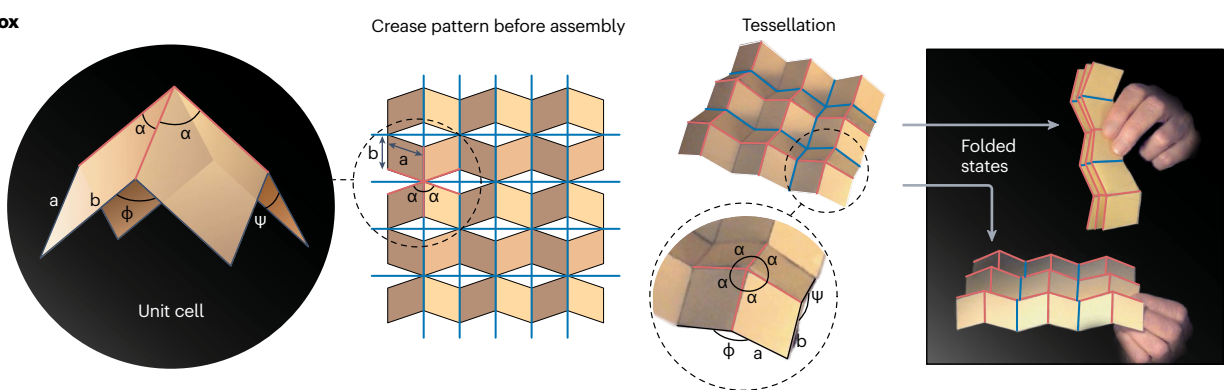 ox
Crease pattern before assembly
Tessellation
α
α
a
b
ϕ
ψ
Unit cell
b
a
α
α
α
α
α
α
ψ
ϕ
a
b
Folded
states